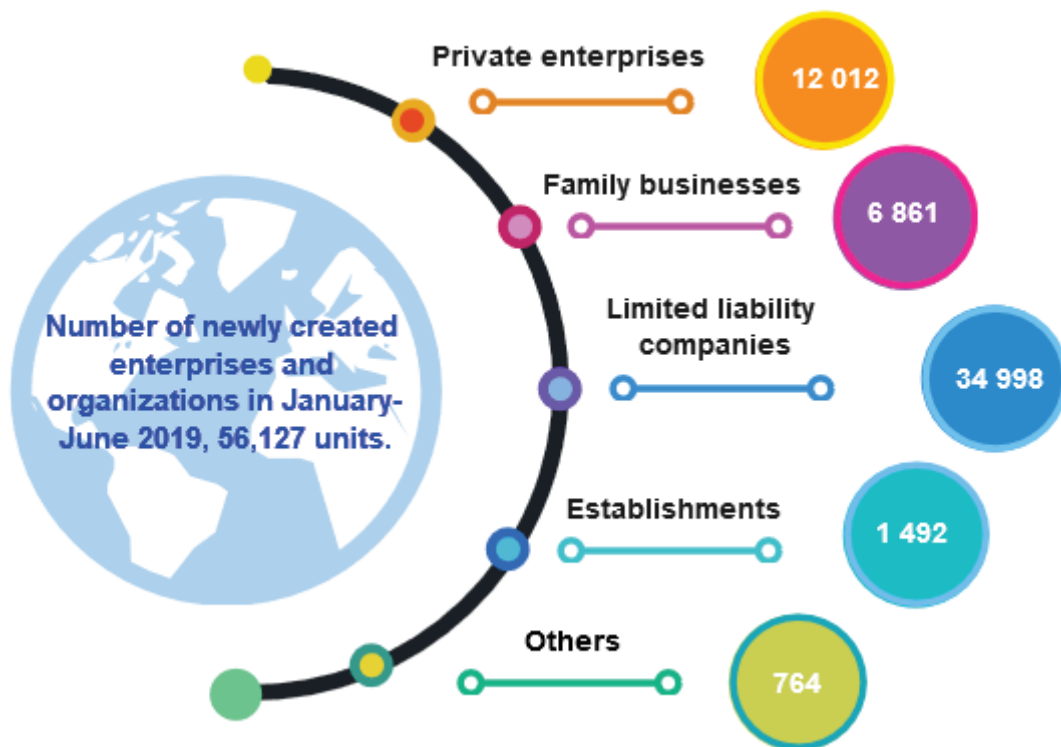 Number of newly created
enterprises and
organizations in January-
June 2019, 56,127 units.
Private enterprises
12 012
Family businesses
6 861
Limited liability
companies
34 998
Establishments
1 492
Others
764